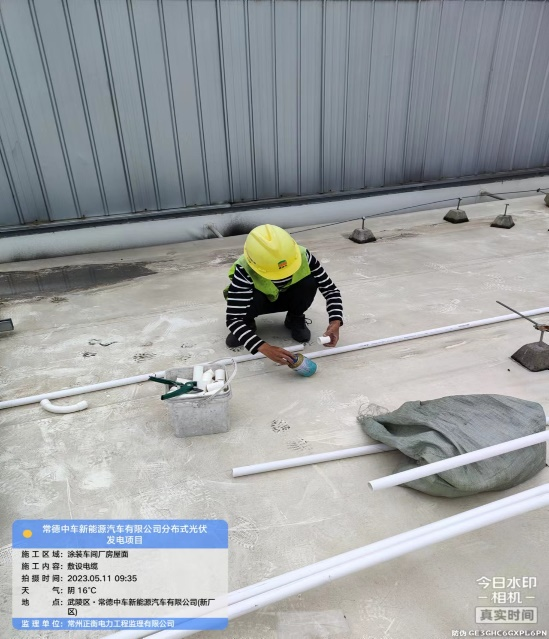 常德中车新能源汽车有限公司分布式光伏
发电项目
施工区域：涂装车间厂房屋面
施工内容：敷设电缆
拍摄时间：2023.05.11 09:35
天　　气：阴 16℃
地　　点：武陵区·常德中车新能源汽车有限公司(新厂
区)
监理单位：常州正衡电力工程监理有限公司
今日水印
相机
真实时间
防伪 GE3GHC6GXPL6PN